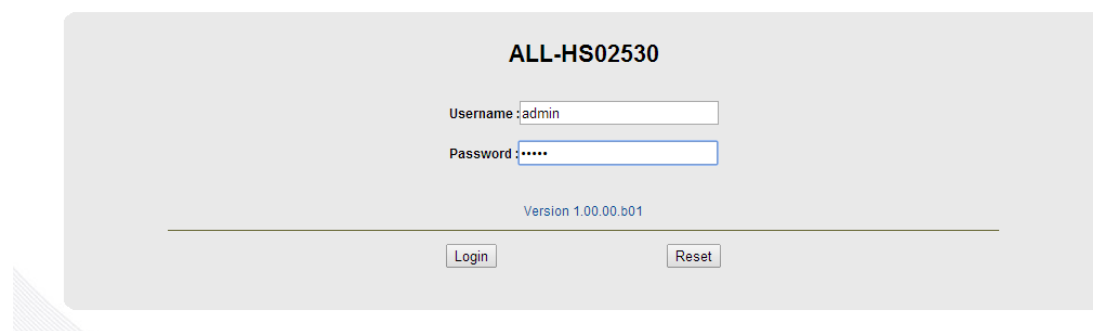 ALL-HS02530
Username : admin
Password : •••••
Version 1.00.00.b01
Login Reset